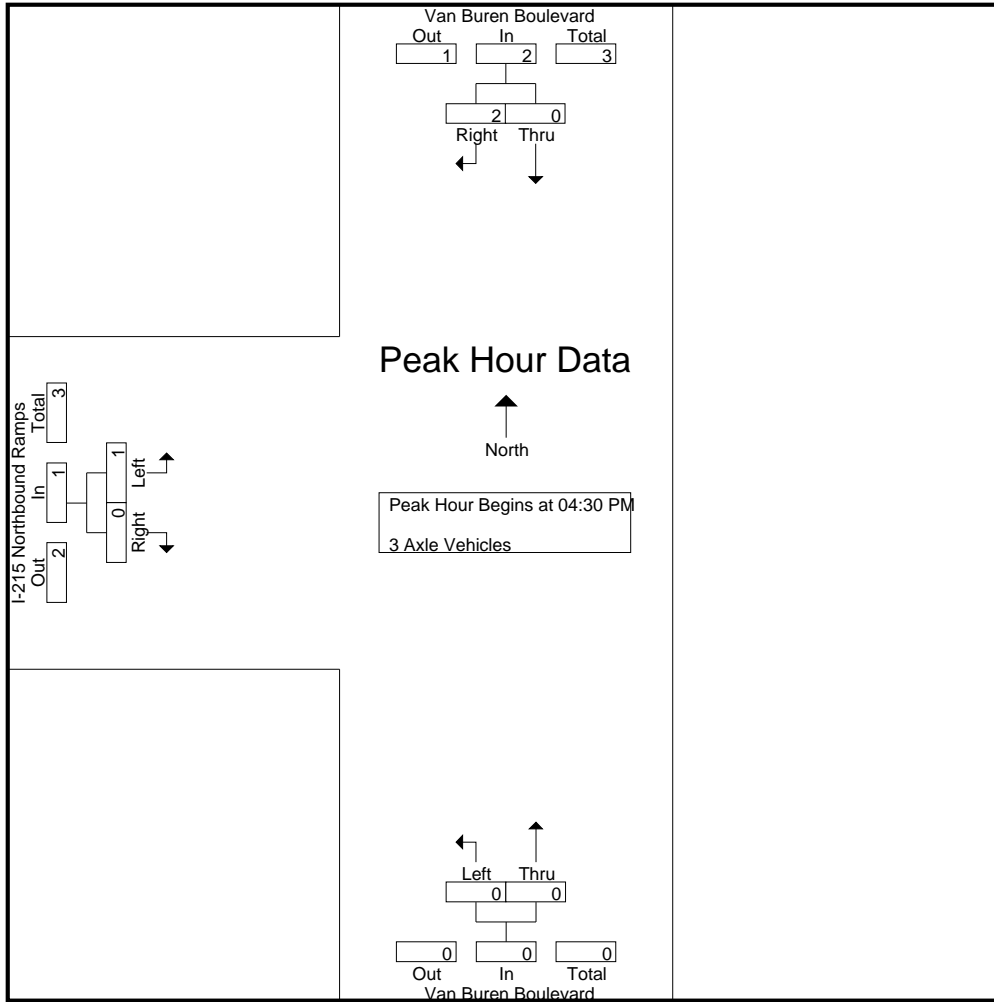 Van Buren Boulevard
Out In Total
1 2 3
2 0
Right Thru
Peak Hour Data
North
Peak Hour Begins at 04:30 PM
3 Axle Vehicles
I-215 Northbound Ramps
Out In Total
2 1 3
0 1
Right Left
Left Thru
0 0
0 0 0
Out In Total
Van Buren Boulevard